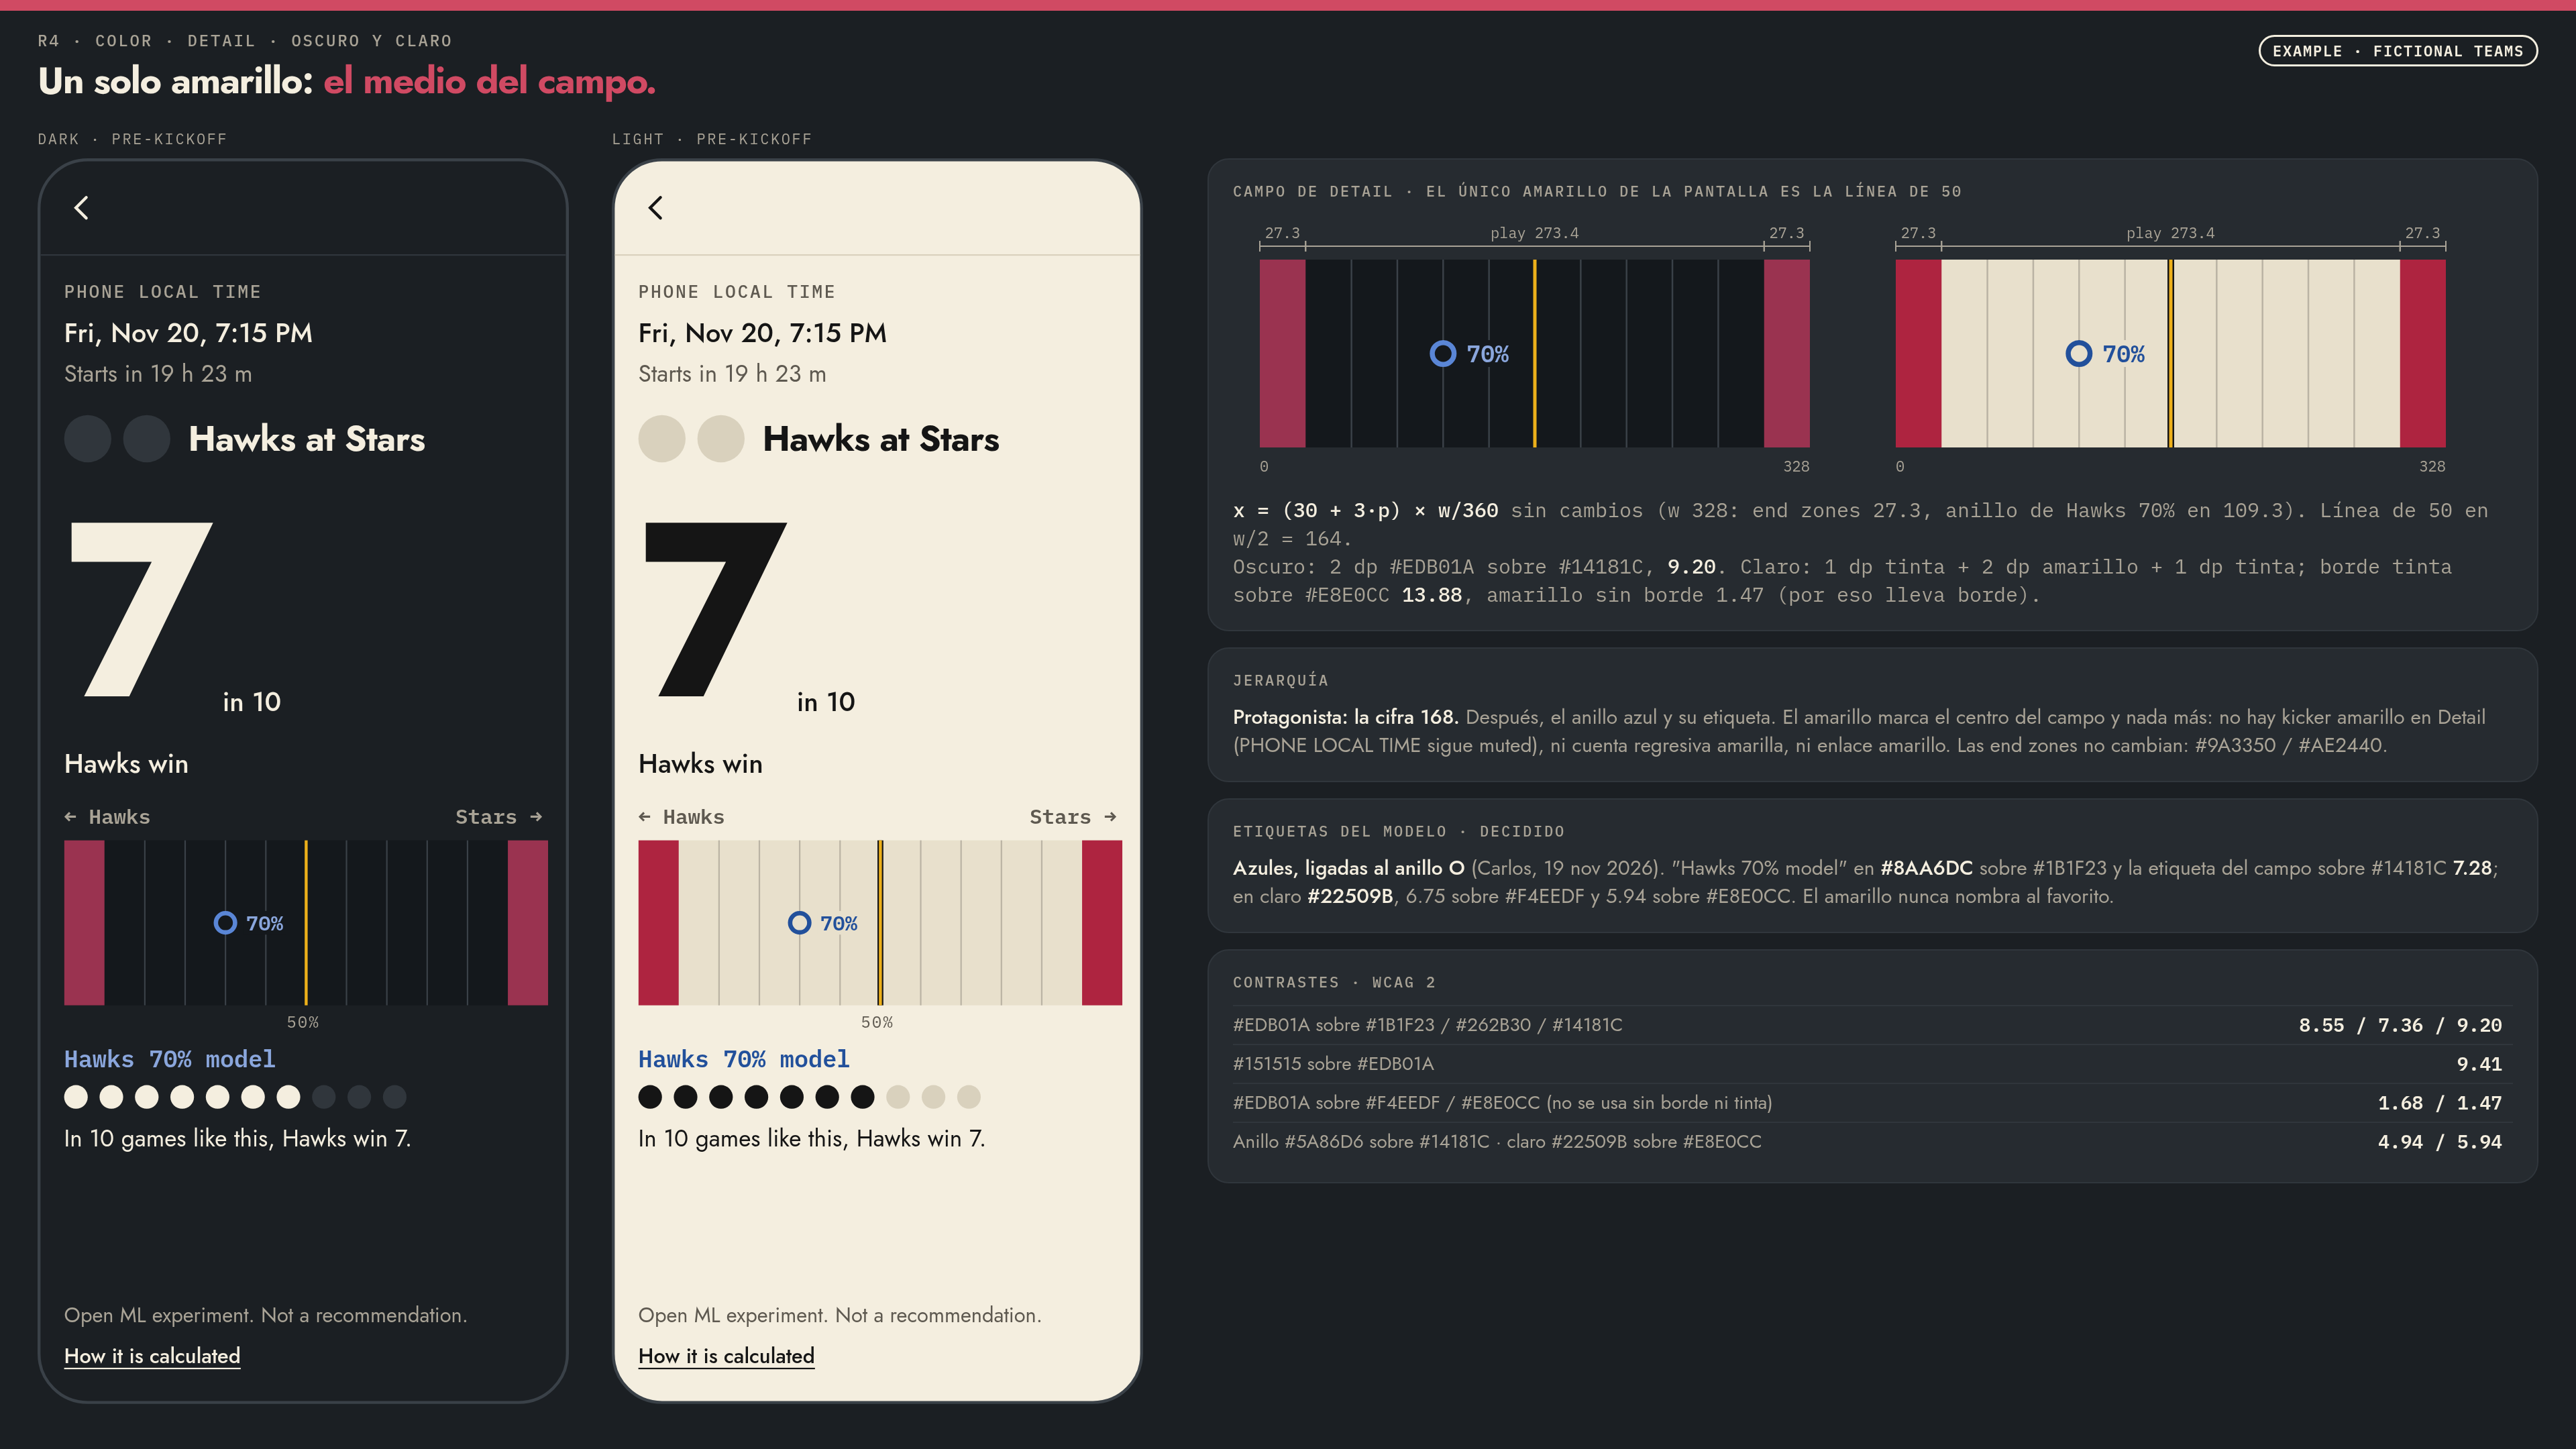 R4 · COLOR · DETAIL · OSCURO Y CLARO
Un solo amarillo: el medio del campo.
EXAMPLE · FICTIONAL TEAMS
DARK · PRE-KICKOFF
PHONE LOCAL TIME
Fri, Nov 20, 7:15 PM
Starts in 19 h 23 m
Hawks at Stars
7 in 10
Hawks win
← Hawks Stars →
70%
50%
Hawks 70% model
In 10 games like this, Hawks win 7.
Open ML experiment. Not a recommendation.
How it is calculated
LIGHT · PRE-KICKOFF
PHONE LOCAL TIME
Fri, Nov 20, 7:15 PM
Starts in 19 h 23 m
Hawks at Stars
7 in 10
Hawks win
← Hawks Stars →
70%
50%
Hawks 70% model
In 10 games like this, Hawks win 7.
Open ML experiment. Not a recommendation.
How it is calculated
CAMPO DE DETAIL · EL ÚNICO AMARILLO DE LA PANTALLA ES LA LÍNEA DE 50
27.3 play 273.4 27.3
70%
0 328
27.3 play 273.4 27.3
70%
0 328
x = (30 + 3·p) × w/360 sin cambios (w 328: end zones 27.3, anillo de Hawks 70% en 109.3). Línea de 50 en
w/2 = 164.
Oscuro: 2 dp #EDB01A sobre #14181C, 9.20. Claro: 1 dp tinta + 2 dp amarillo + 1 dp tinta; borde tinta
sobre #E8E0CC 13.88, amarillo sin borde 1.47 (por eso lleva borde).
JERARQUÍA
Protagonista: la cifra 168. Después, el anillo azul y su etiqueta. El amarillo marca el centro del campo y nada más: no hay kicker amarillo en Detail
(PHONE LOCAL TIME sigue muted), ni cuenta regresiva amarilla, ni enlace amarillo. Las end zones no cambian: #9A3350 / #AE2440.
ETIQUETAS DEL MODELO · DECIDIDO
Azules, ligadas al anillo O (Carlos, 19 nov 2026). "Hawks 70% model" en #8AA6DC sobre #1B1F23 y la etiqueta del campo sobre #14181C 7.28;
en claro #22509B, 6.75 sobre #F4EEDF y 5.94 sobre #E8E0CC. El amarillo nunca nombra al favorito.
CONTRASTES · WCAG 2
#EDB01A sobre #1B1F23 / #262B30 / #14181C 8.55 / 7.36 / 9.20
#151515 sobre #EDB01A 9.41
#EDB01A sobre #F4EEDF / #E8E0CC (no se usa sin borde ni tinta) 1.68 / 1.47
Anillo #5A86D6 sobre #14181C · claro #22509B sobre #E8E0CC 4.94 / 5.94